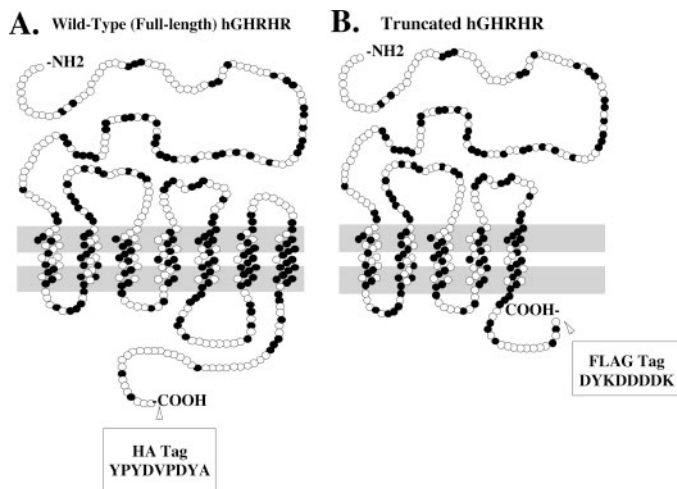 A. Wild-Type (Full-length) hGHRHR
-NH2
-COOH
HA Tag
YPYDVPDYA
B. Truncated hGHRHR
-NH2
COOH-
FLAG Tag
DYKDDDDK